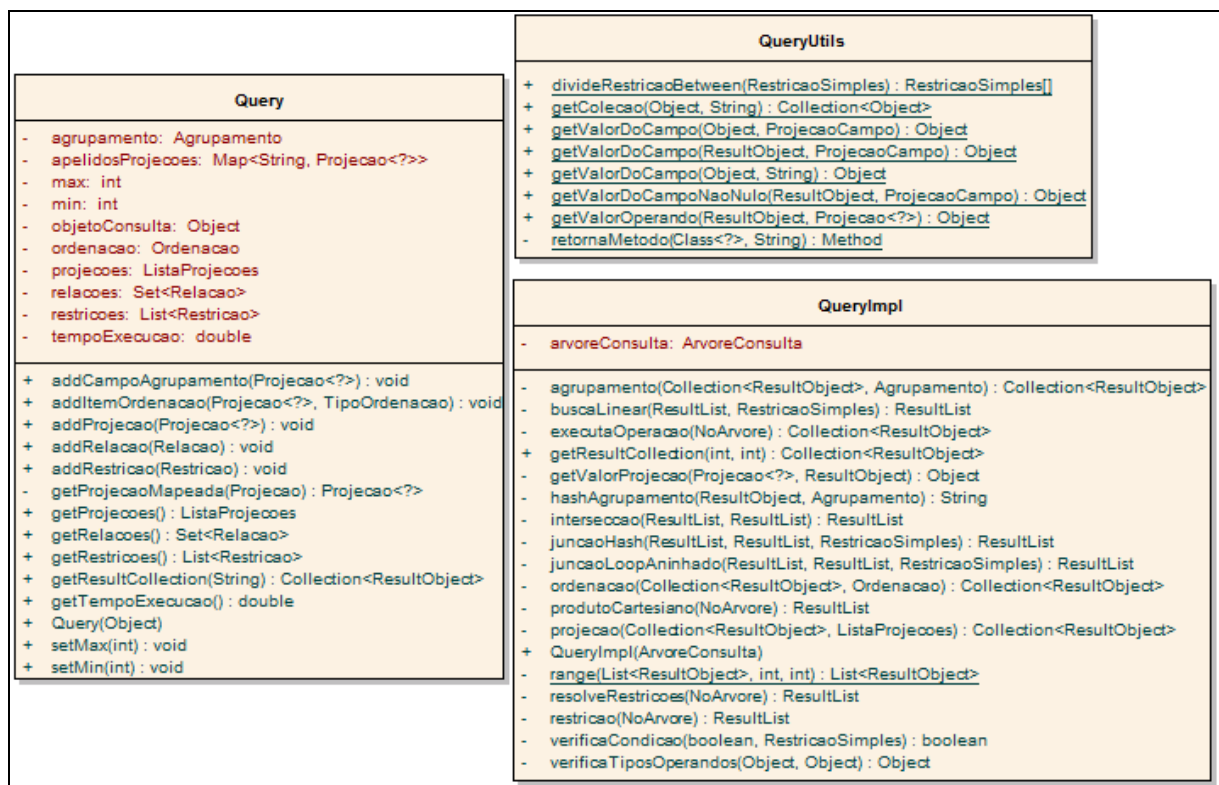 Query
- agrupamento: Agrupamento
- apelidosProjecoes: Map<String, Projecao<?>>
- max: int
- min: int
- objetoConsulta: Object
- ordenacao: Ordenacao
- projecoes: ListaProjecoes
- relacoes: Set<Relacao>
- restricoes: List<Restricao>
- tempoExecucao: double
+ addCampoAgrupamento(Projecao<?>) : void
+ addItemOrdenacao(Projecao<?>, TipoOrdenacao) : void
+ addProjecao(Projecao<?>) : void
+ addRelacao(Relacao) : void
+ addRestricao(Restricao) : void
- getProjecaoMapeada(Projecao) : Projecao<?>
+ getProjecoes() : ListaProjecoes
+ getRelacoes() : Set<Relacao>
+ getRestricoes() : List<Restricao>
+ getResultCollection(String) : Collection<ResultObject>
+ getTempoExecucao() : double
+ Query(Object)
+ setMax(int) : void
+ setMin(int) : void
QueryUtils
+ divideRestricaoBetween(RestricaoSimples) : RestricaoSimples[]
+ getColecao(Object, String) : Collection<Object>
+ getValorDoCampo(Object, ProjecaoCampo) : Object
+ getValorDoCampo(ResultObject, ProjecaoCampo) : Object
+ getValorDoCampo(Object, String) : Object
+ getValorDoCampoNaoNulo(ResultObject, ProjecaoCampo) : Object
+ getValorOperando(ResultObject, Projecao<?>) : Object
- retornaMetodo(Class<?>, String) : Method
QueryImpl
- arvoreConsulta: ArvoreConsulta
- agrupamento(Collection<ResultObject>, Agrupamento) : Collection<ResultObject>
- buscaLinear(ResultList, RestricaoSimples) : ResultList
- executaOperacao(NoArvore) : Collection<ResultObject>
+ getResultCollection(int, int) : Collection<ResultObject>
- getValorProjecao(Projecao<?>, ResultObject) : Object
- hashAgrupamento(ResultObject, Agrupamento) : String
- interseccao(ResultList, ResultList) : ResultList
- juncaoHash(ResultList, ResultList, RestricaoSimples) : ResultList
- juncaoLoopAninhado(ResultList, ResultList, RestricaoSimples) : ResultList
- ordenacao(Collection<ResultObject>, Ordenacao) : Collection<ResultObject>
- produtoCartesiano(NoArvore) : ResultList
- projecao(Collection<ResultObject>, ListaProjecoes) : Collection<ResultObject>
+ QueryImpl(ArvoreConsulta)
- range(List<ResultObject>, int, int) : List<ResultObject>
- resolveRestricoes(NoArvore) : ResultList
- restricao(NoArvore) : ResultList
- verificaCondicao(boolean, RestricaoSimples) : boolean
- verificaTiposOperandos(Object, Object) : Object